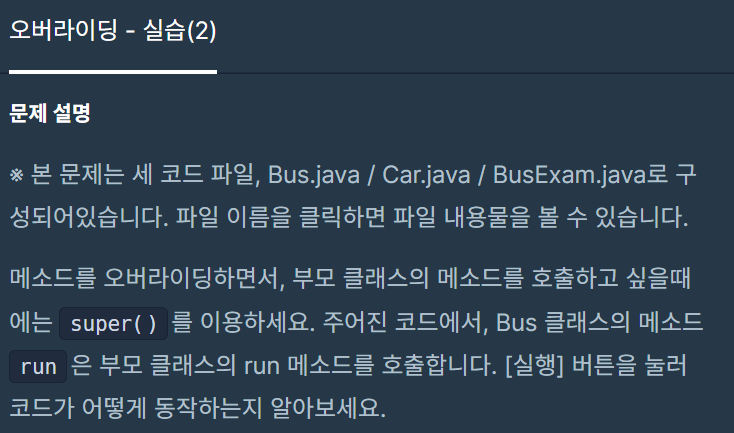 오버라이딩 - 실습(2)
문제 설명
※ 본 문제는 세 코드 파일, Bus.java / Car.java / BusExam.java로 구
성되어있습니다. 파일 이름을 클릭하면 파일 내용물을 볼 수 있습니다.
메소드를 오버라이딩하면서, 부모 클래스의 메소드를 호출하고 싶을때
에는 super() 를 이용하세요. 주어진 코드에서, Bus 클래스의 메소드
run 은 부모 클래스의 run 메소드를 호출합니다. [실행] 버튼을 눌러
코드가 어떻게 동작하는지 알아보세요.